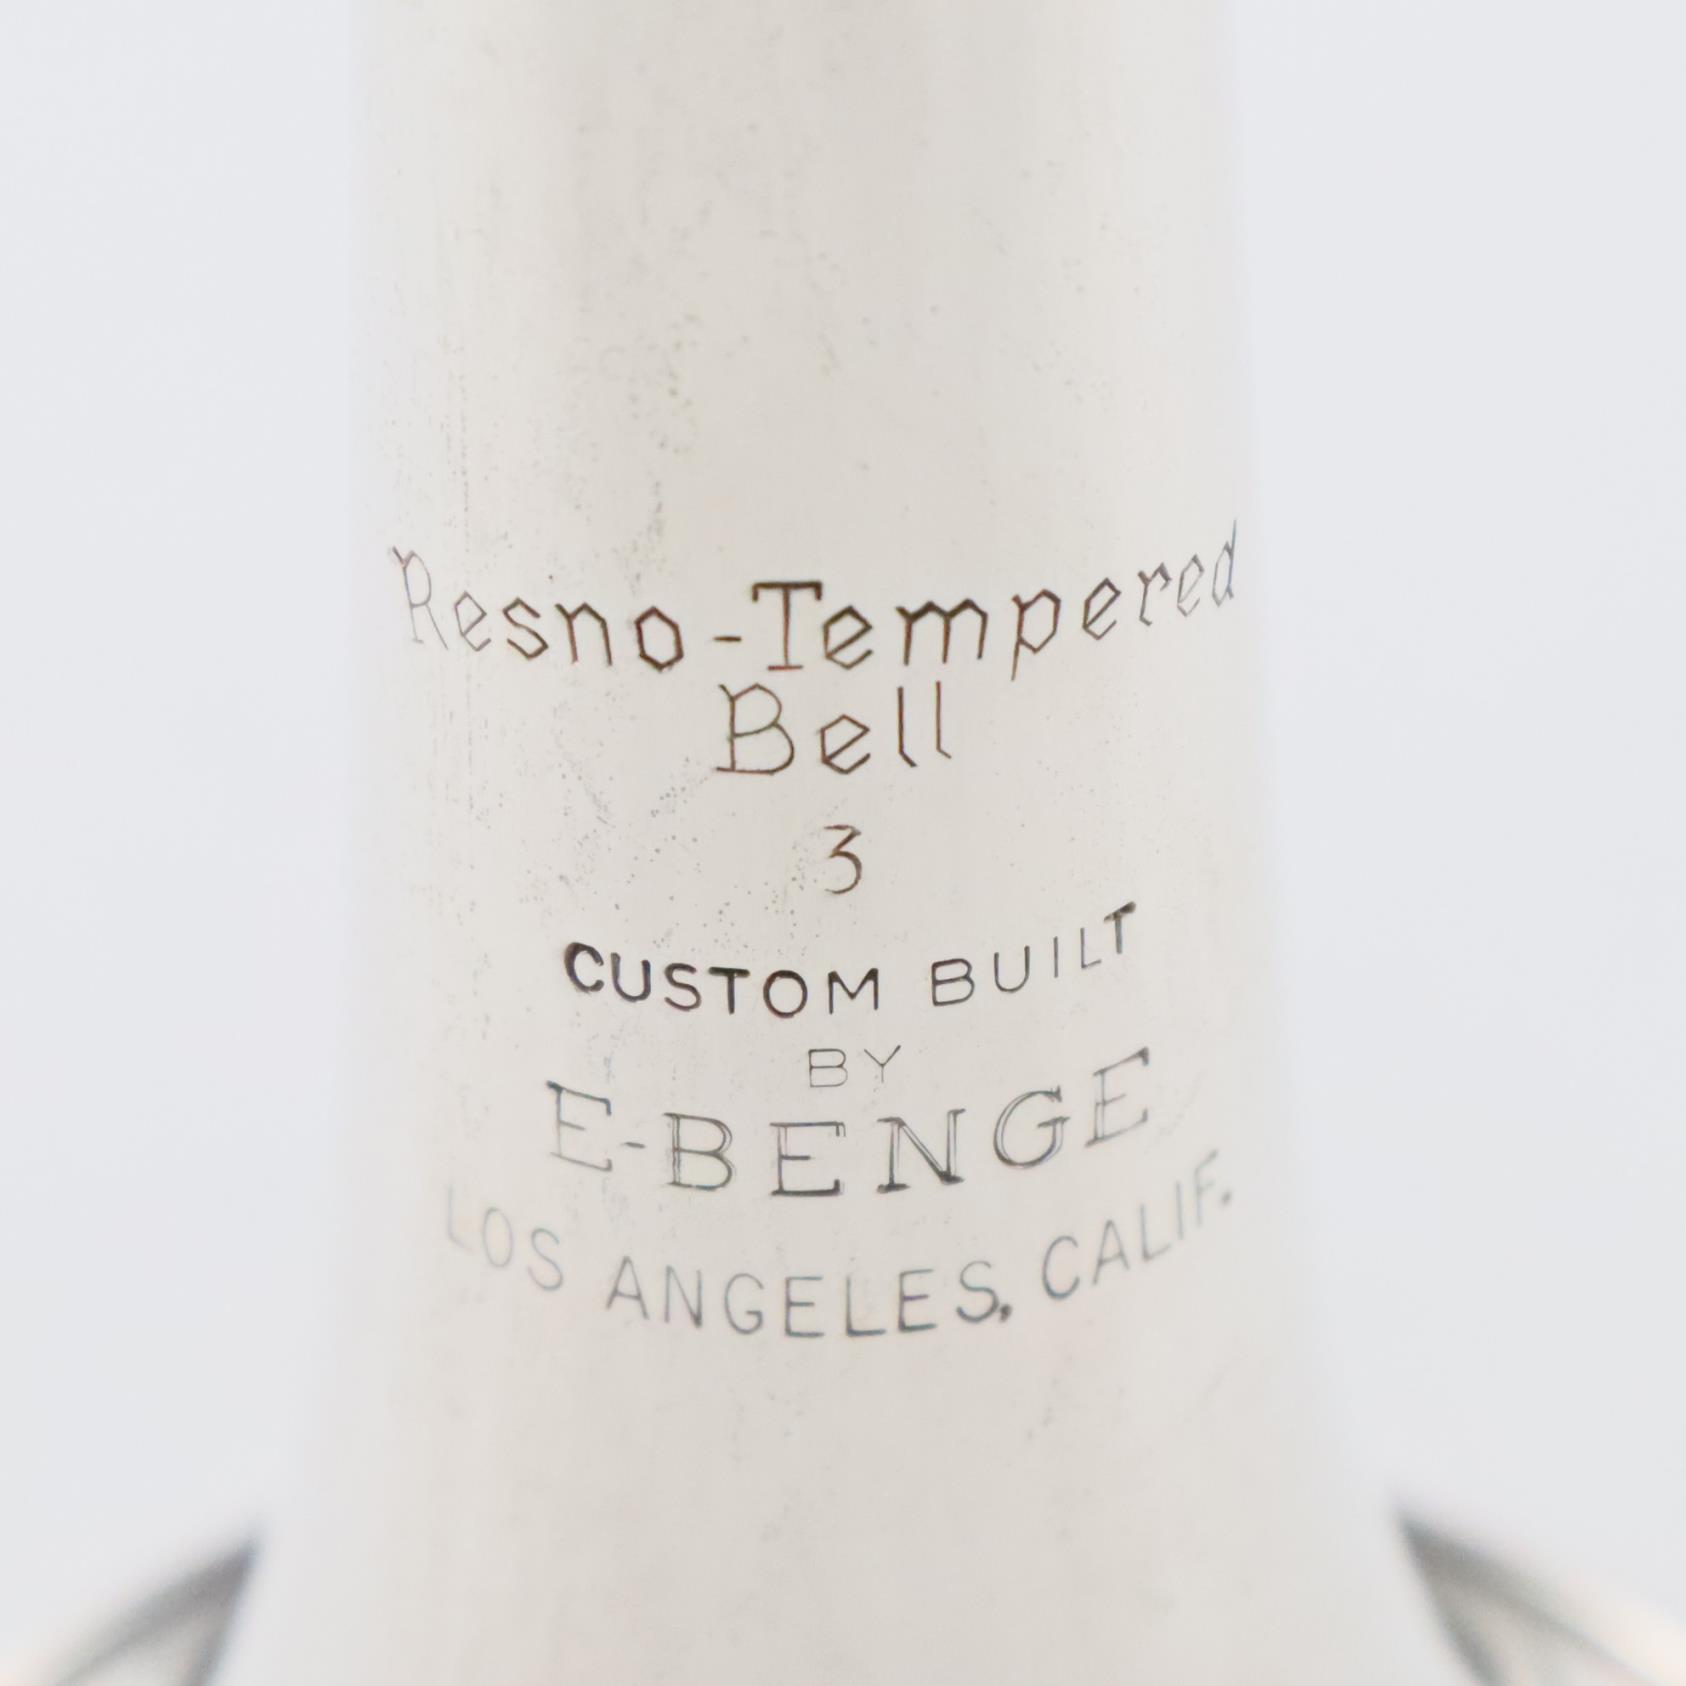 Resno-Tempered
Bell
3
CUSTOM BUILT
BY
E-BENGE
LOS ANGELES, CALIF.